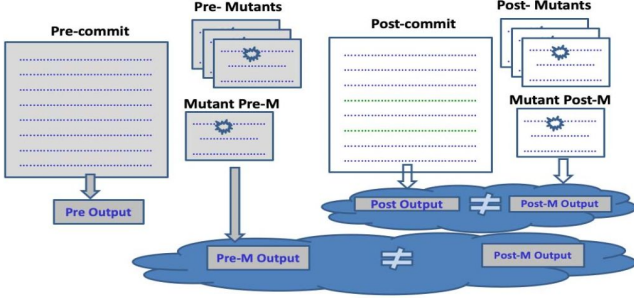 Pre- Mutants
Post- Mutants
Pre-commit
Post-commit
Mutant Pre-M
Mutant Post-M
Pre Output
Post Output
≠
Post-M Output
Pre-M Output
≠
Post-M Output